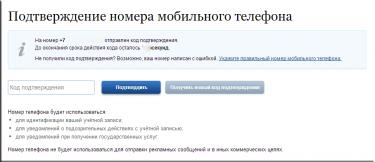 Подтверждение номера мобильного телефона
На номер +7 отправлен код подтверждения.
До окончания срока действия кода осталось секунд.
Не получили код подтверждения? Возможно, ваш номер написан с ошибкой. Укажите правильный номер мобильного телефона.
Код подтверждения Подтвердить Получить новый код подтверждения
Номер телефона будет использоваться
• для идентификации вашей учётной записи;
• для уведомлений о подозрительных действиях с учётной записью;
• для уведомлений при получении государственных услуг.
Номер телефона не будет использоваться для отправки рекламных сообщений и в иных коммерческих целях.